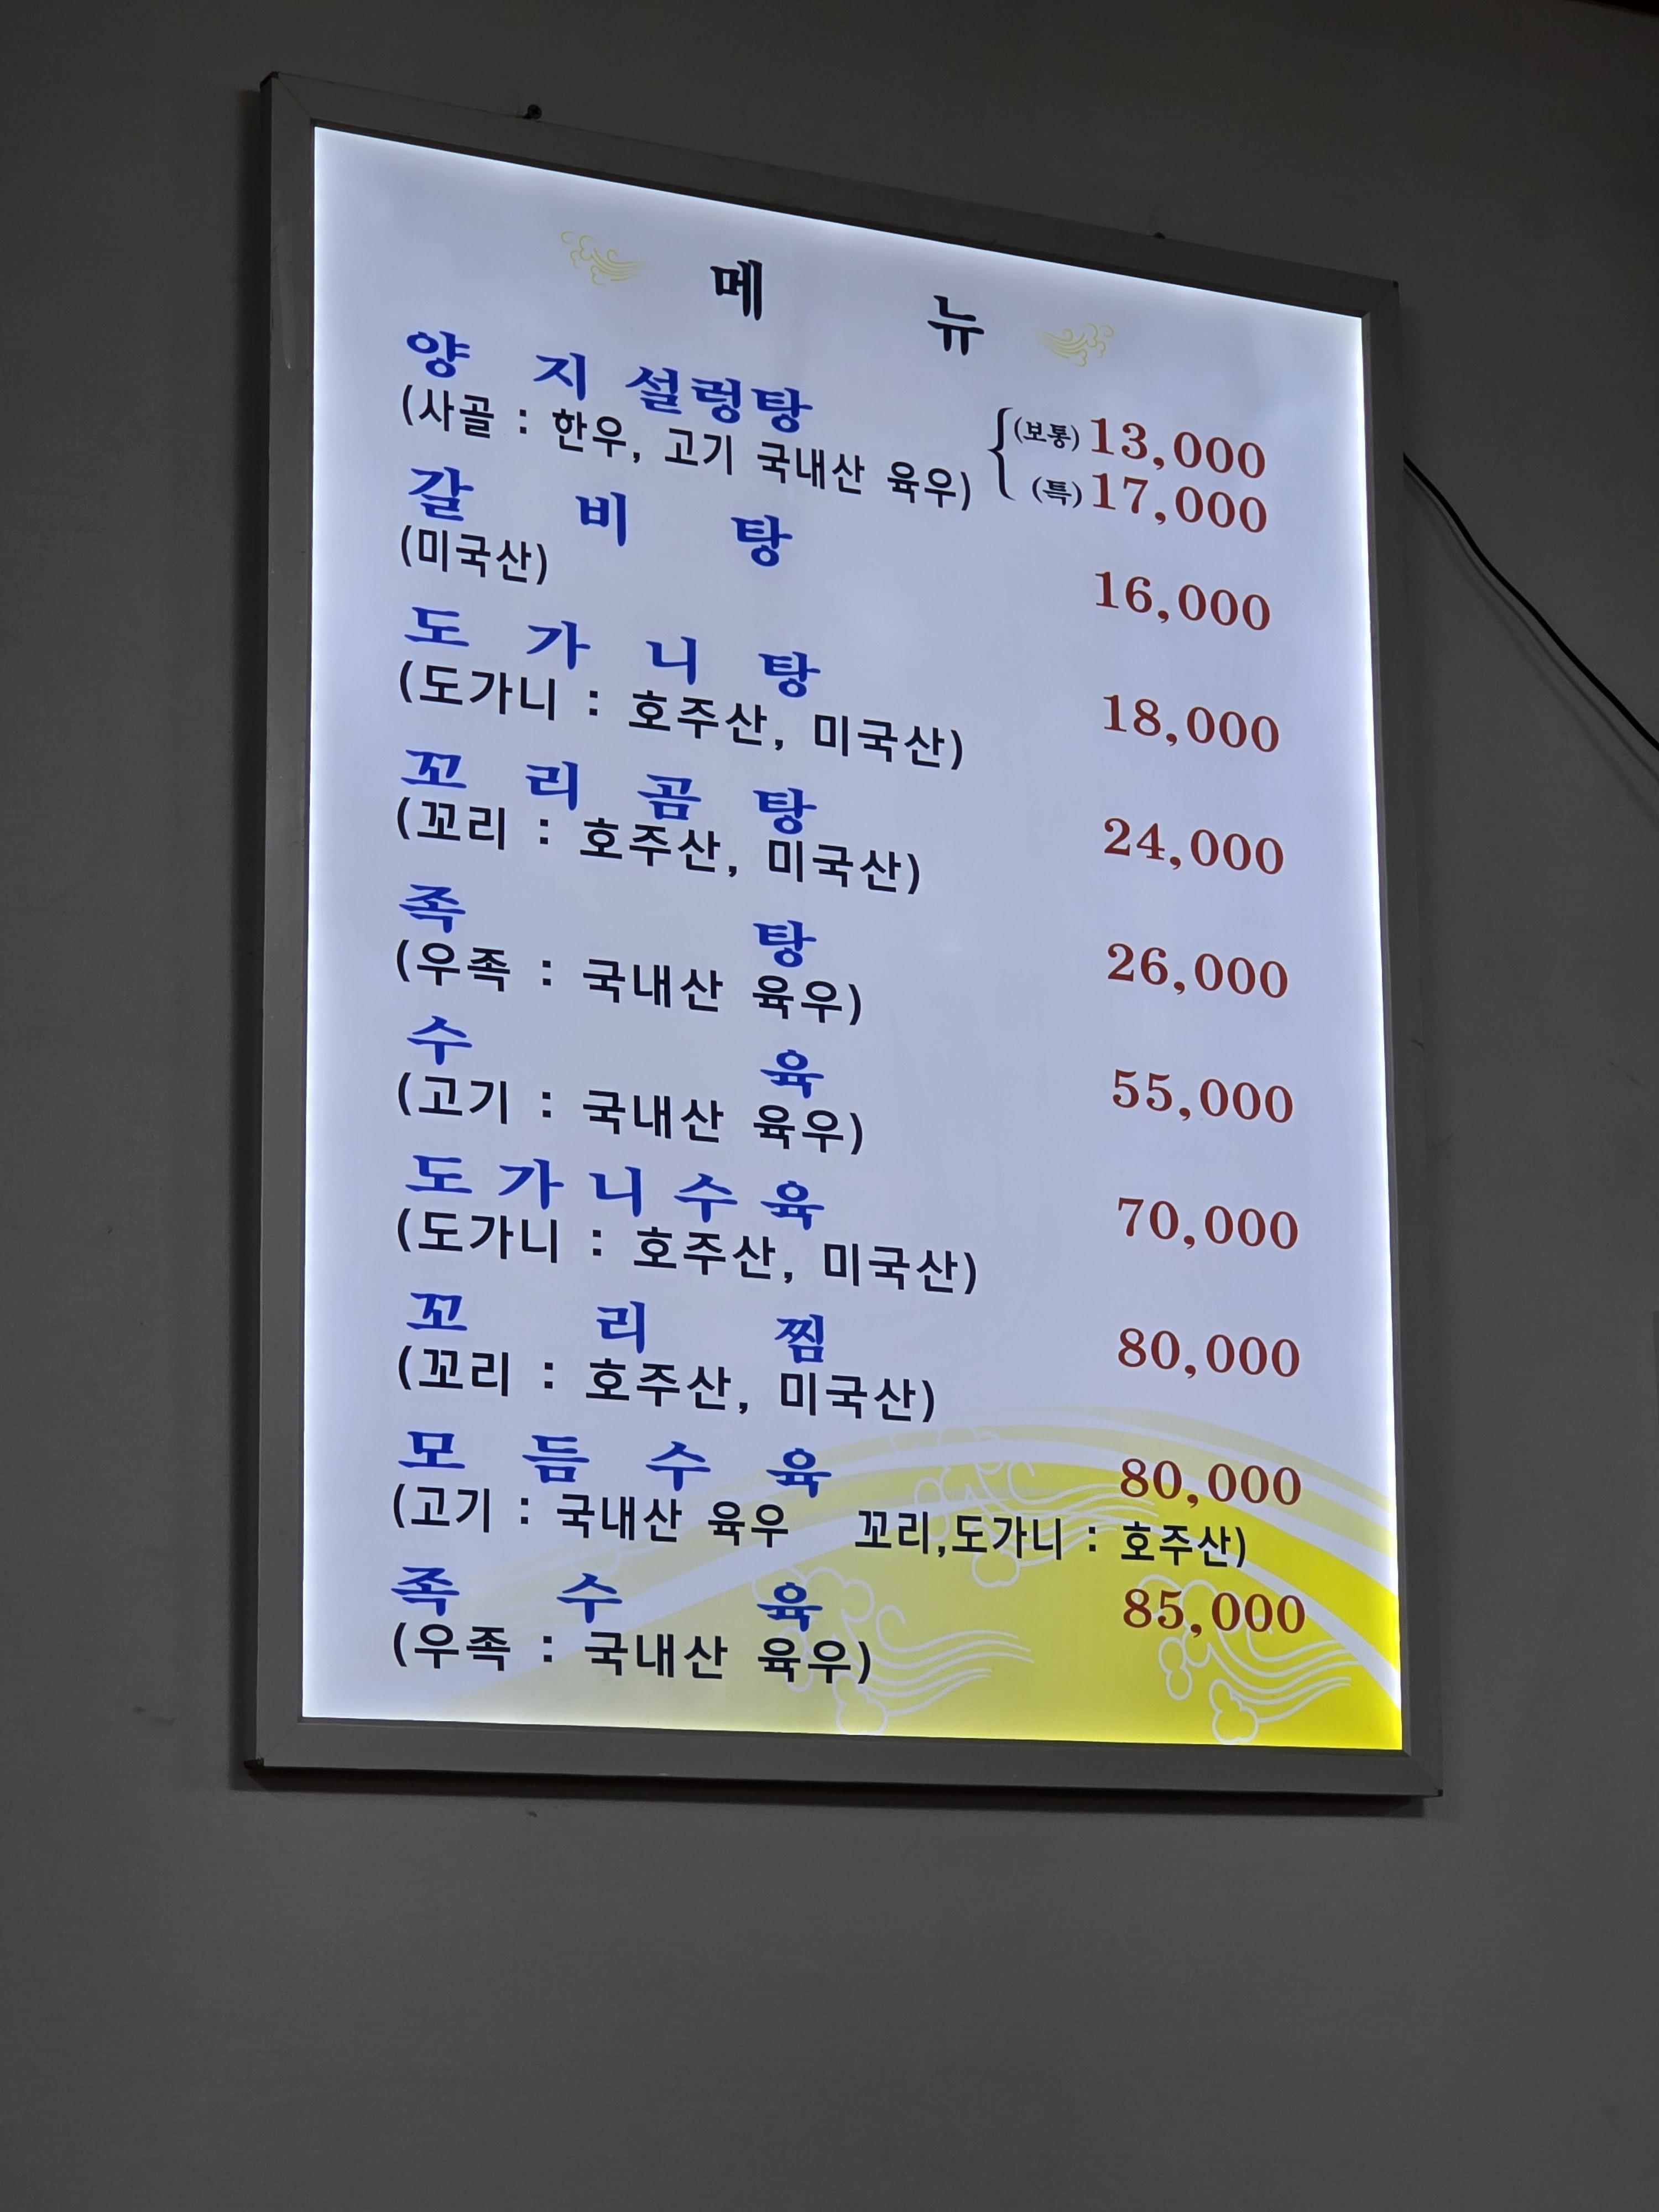 메 뉴
양 지 설렁탕 (보통) 13,000
(사골 : 한우, 고기 국내산 육우) (특) 17,000
갈 비 탕 16,000
(미국산)
도 가 니 탕 18,000
(도가니 : 호주산, 미국산)
꼬 리 곰 탕 24,000
(꼬리 : 호주산, 미국산)
족 탕 26,000
(우족 : 국내산 육우)
수 육 55,000
(고기 : 국내산 육우)
도 가 니 수 육 70,000
(도가니 : 호주산, 미국산)
꼬 리 찜 80,000
(꼬리 : 호주산, 미국산)
모 듬 수 육 80,000
(고기 : 국내산 육우 꼬리,도가니 : 호주산)
족 수 육 85,000
(우족 : 국내산 육우)